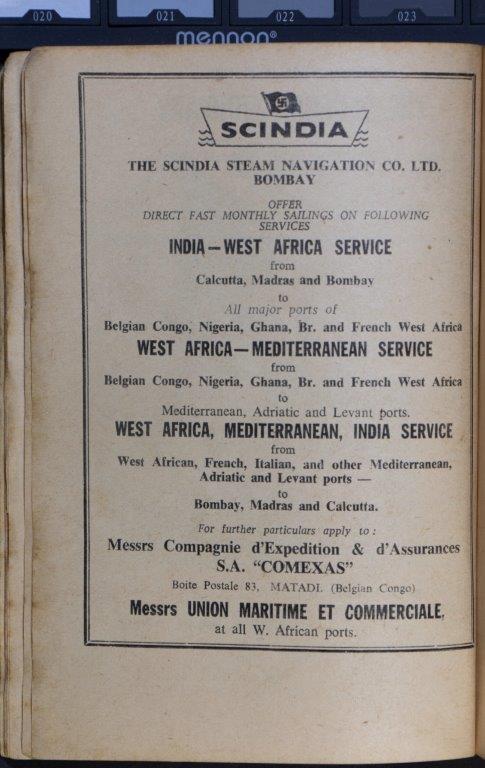 020 021 022 023
mennon®
SCINDIA
THE SCINDIA STEAM NAVIGATION CO. LTD.
BOMBAY
OFFER
DIRECT FAST MONTHLY SAILINGS ON FOLLOWING
SERVICES
INDIA—WEST AFRICA SERVICE
from
Calcutta, Madras and Bombay
to
All major ports of
Belgian Congo, Nigeria, Ghana, Br. and French West Africa
WEST AFRICA—MEDITERRANEAN SERVICE
from
Belgian Congo, Nigeria, Ghana, Br. and French West Africa
to
Mediterranean, Adriatic and Levant ports.
WEST AFRICA, MEDITERRANEAN, INDIA SERVICE
from
West African, French, Italian, and other Mediterranean,
Adriatic and Levant ports —
to
Bombay, Madras and Calcutta.
For further particulars apply to :
Messrs Compagnie d'Expedition & d'Assurances
S.A. "COMEXAS"
Boite Postale 83, MATADI. (Belgian Congo)
Messrs UNION MARITIME ET COMMERCIALE,
at all W. African ports.